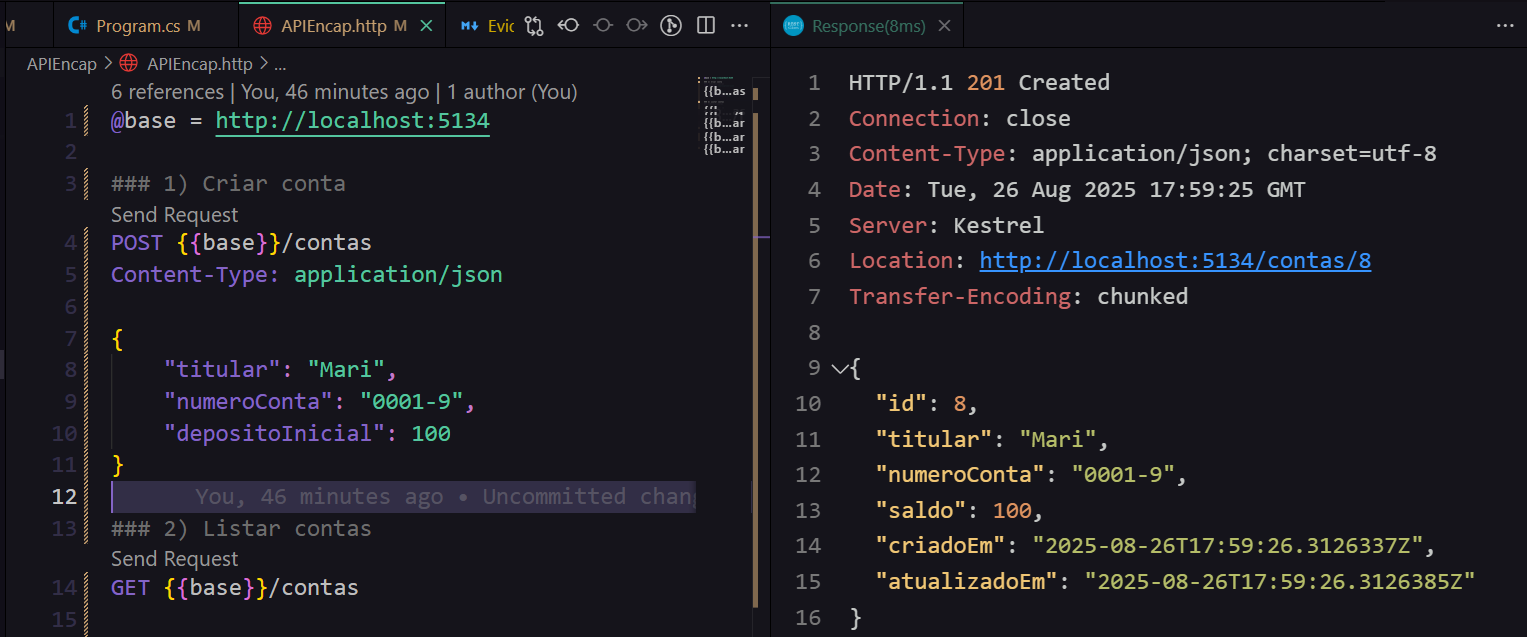 M
Program.cs M
APIEncap.http M
Evic
Response(8ms)
APIEncap > APIEncap.http > ...
6 references | You, 46 minutes ago | 1 author (You)
1 @base = http://localhost:5134
2
3 ### 1) Criar conta
Send Request
4 POST {{base}}/contas
5 Content-Type: application/json
6
7 {
8 "titular": "Mari",
9 "numeroConta": "0001-9",
10 "depositoInicial": 100
11 }
12 You, 46 minutes ago • Uncommitted chan
13 ### 2) Listar contas
Send Request
14 GET {{base}}/contas
15
{{b...as
{{b...ar
{{b...ar
{{b...ar
1 HTTP/1.1 201 Created
2 Connection: close
3 Content-Type: application/json; charset=utf-8
4 Date: Tue, 26 Aug 2025 17:59:25 GMT
5 Server: Kestrel
6 Location: http://localhost:5134/contas/8
7 Transfer-Encoding: chunked
8
9 {
10 "id": 8,
11 "titular": "Mari",
12 "numeroConta": "0001-9",
13 "saldo": 100,
14 "criadoEm": "2025-08-26T17:59:26.3126337Z",
15 "atualizadoEm": "2025-08-26T17:59:26.3126385Z"
16 }